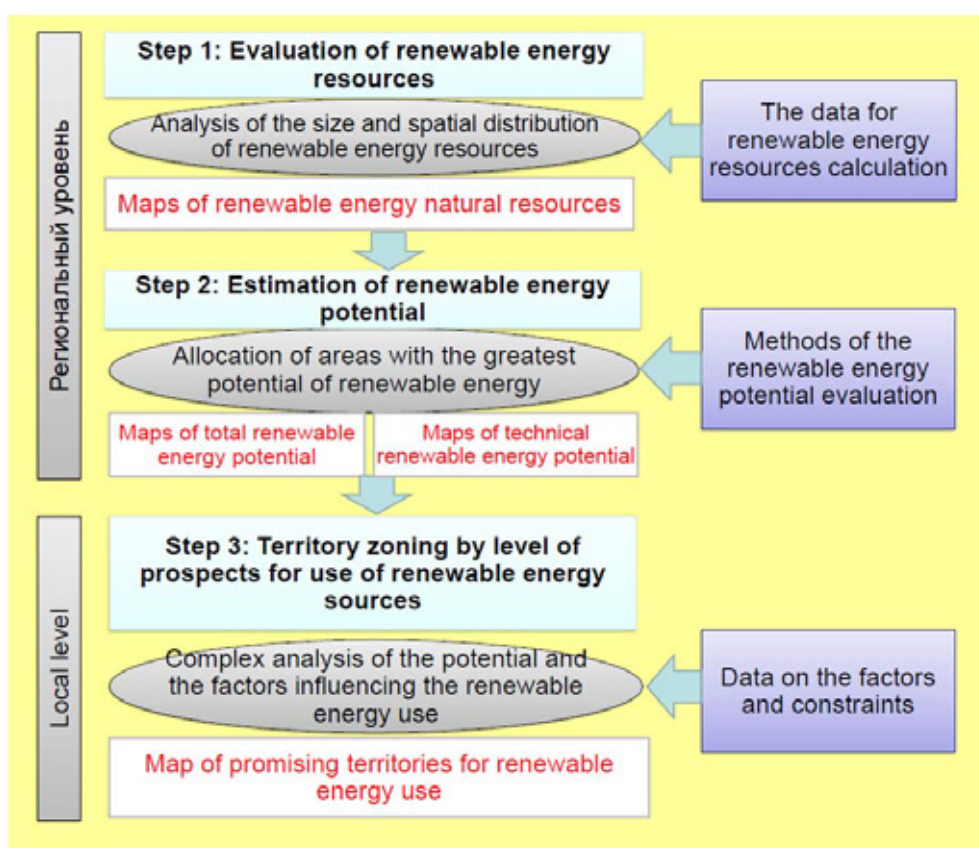 Региональный уровень
Step 1: Evaluation of renewable energy
resources
Analysis of the size and spatial distribution
of renewable energy resources
The data for
renewable energy
resources calculation
Maps of renewable energy natural resources
Step 2: Estimation of renewable energy
potential
Allocation of areas with the greatest
potential of renewable energy
Methods of the
renewable energy
potential evaluation
Maps of total renewable
energy potential
Maps of technical
renewable energy potential
Local level
Step 3: Territory zoning by level of
prospects for use of renewable energy
sources
Complex analysis of the potential and
the factors influencing the renewable
energy use
Data on the factors
and constraints
Map of promising territories for renewable
energy use